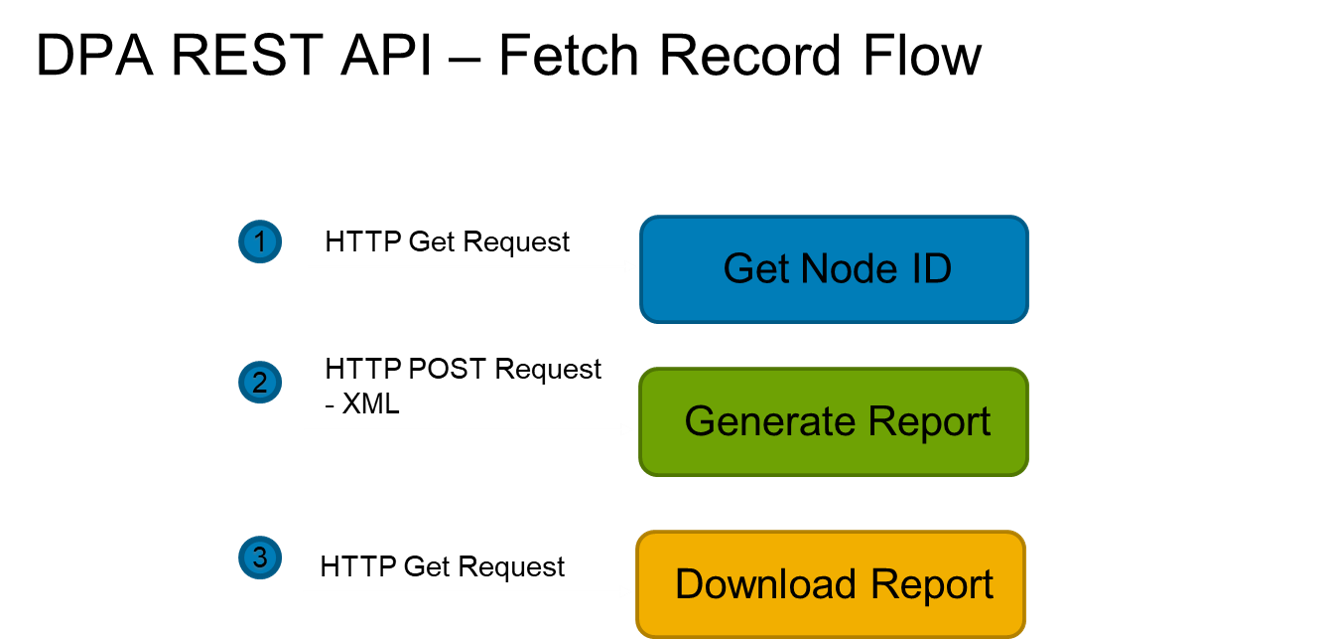 DPA REST API – Fetch Record Flow
1
HTTP Get Request
Get Node ID
2
HTTP POST Request
- XML
Generate Report
3
HTTP Get Request
Download Report